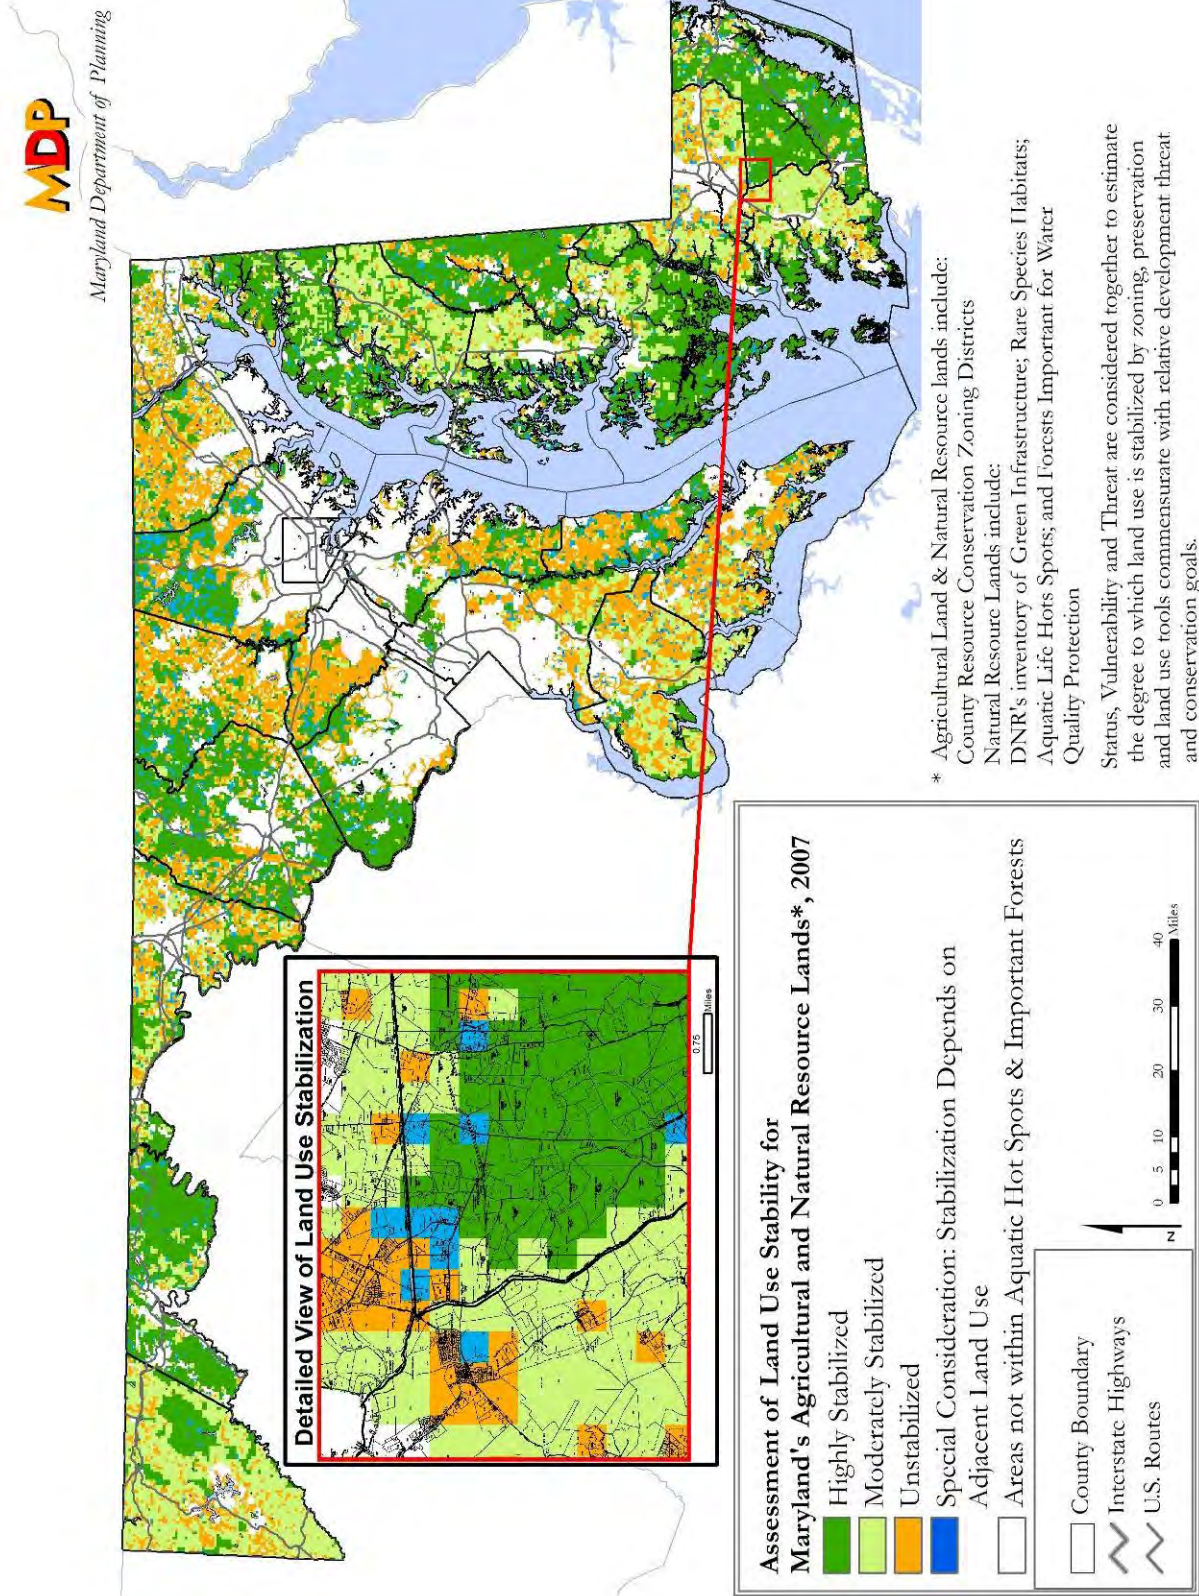 MDP
Maryland Department of Planning
Detailed View of Land Use Stabilization
0.75
Miles
Assessment of Land Use Stability for
Maryland's Agricultural and Natural Resource Lands*, 2007
Highly Stabilized
Moderately Stabilized
Unstabilized
Special Consideration: Stabilization Depends on
Adjacent Land Use
Areas not within Aquatic Hot Spots & Important Forests
County Boundary
Interstate Highways
U.S. Routes
N
0 5 10 20 30 40
Miles
* Agricultural Land & Natural Resource lands include:
County Resource Conservation Zoning Districts
Natural Resource Lands include:
DNR's inventory of Green Infrastructure; Rare Species Habitats;
Aquatic Life Hots Spots; and Forests Important for Water
Quality Protection
Status, Vulnerability and Threat are considered together to estimate
the degree to which land use is stabilized by zoning, preservation
and land use tools commensurate with relative development threat
and conservation goals.